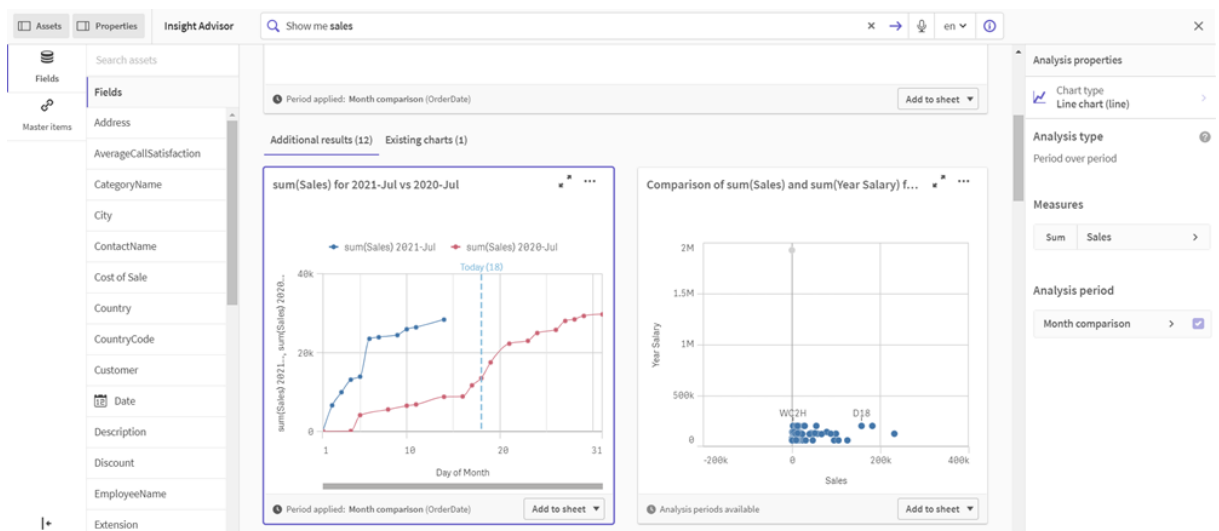 Assets
Properties
Insight Advisor
Show me sales
en
Fields
Master items
Search assets
Fields
Address
AverageCallSatisfaction
CategoryName
City
ContactName
Cost of Sale
Country
CountryCode
Customer
Date
Description
Discount
EmployeeName
Extension
Period applied: Month comparison (OrderDate)
Add to sheet
Additional results (12)
Existing charts (1)
sum(Sales) for 2021-Jul vs 2020-Jul
sum(Sales) 2021-Jul
sum(Sales) 2020-Jul
Today (18)
sum(Sales) 2021..., sum(Sales) 2020...
40k
20k
0
1
10
20
31
Day of Month
Period applied: Month comparison (OrderDate)
Add to sheet
Comparison of sum(Sales) and sum(Year Salary) f...
Year Salary
2M
1.5M
1M
500k
0
WC2H
D18
-200k
0
200k
400k
Sales
Analysis periods available
Add to sheet
Analysis properties
Chart type
Line chart (line)
Analysis type
Period over period
Measures
Sum
Sales
Analysis period
Month comparison